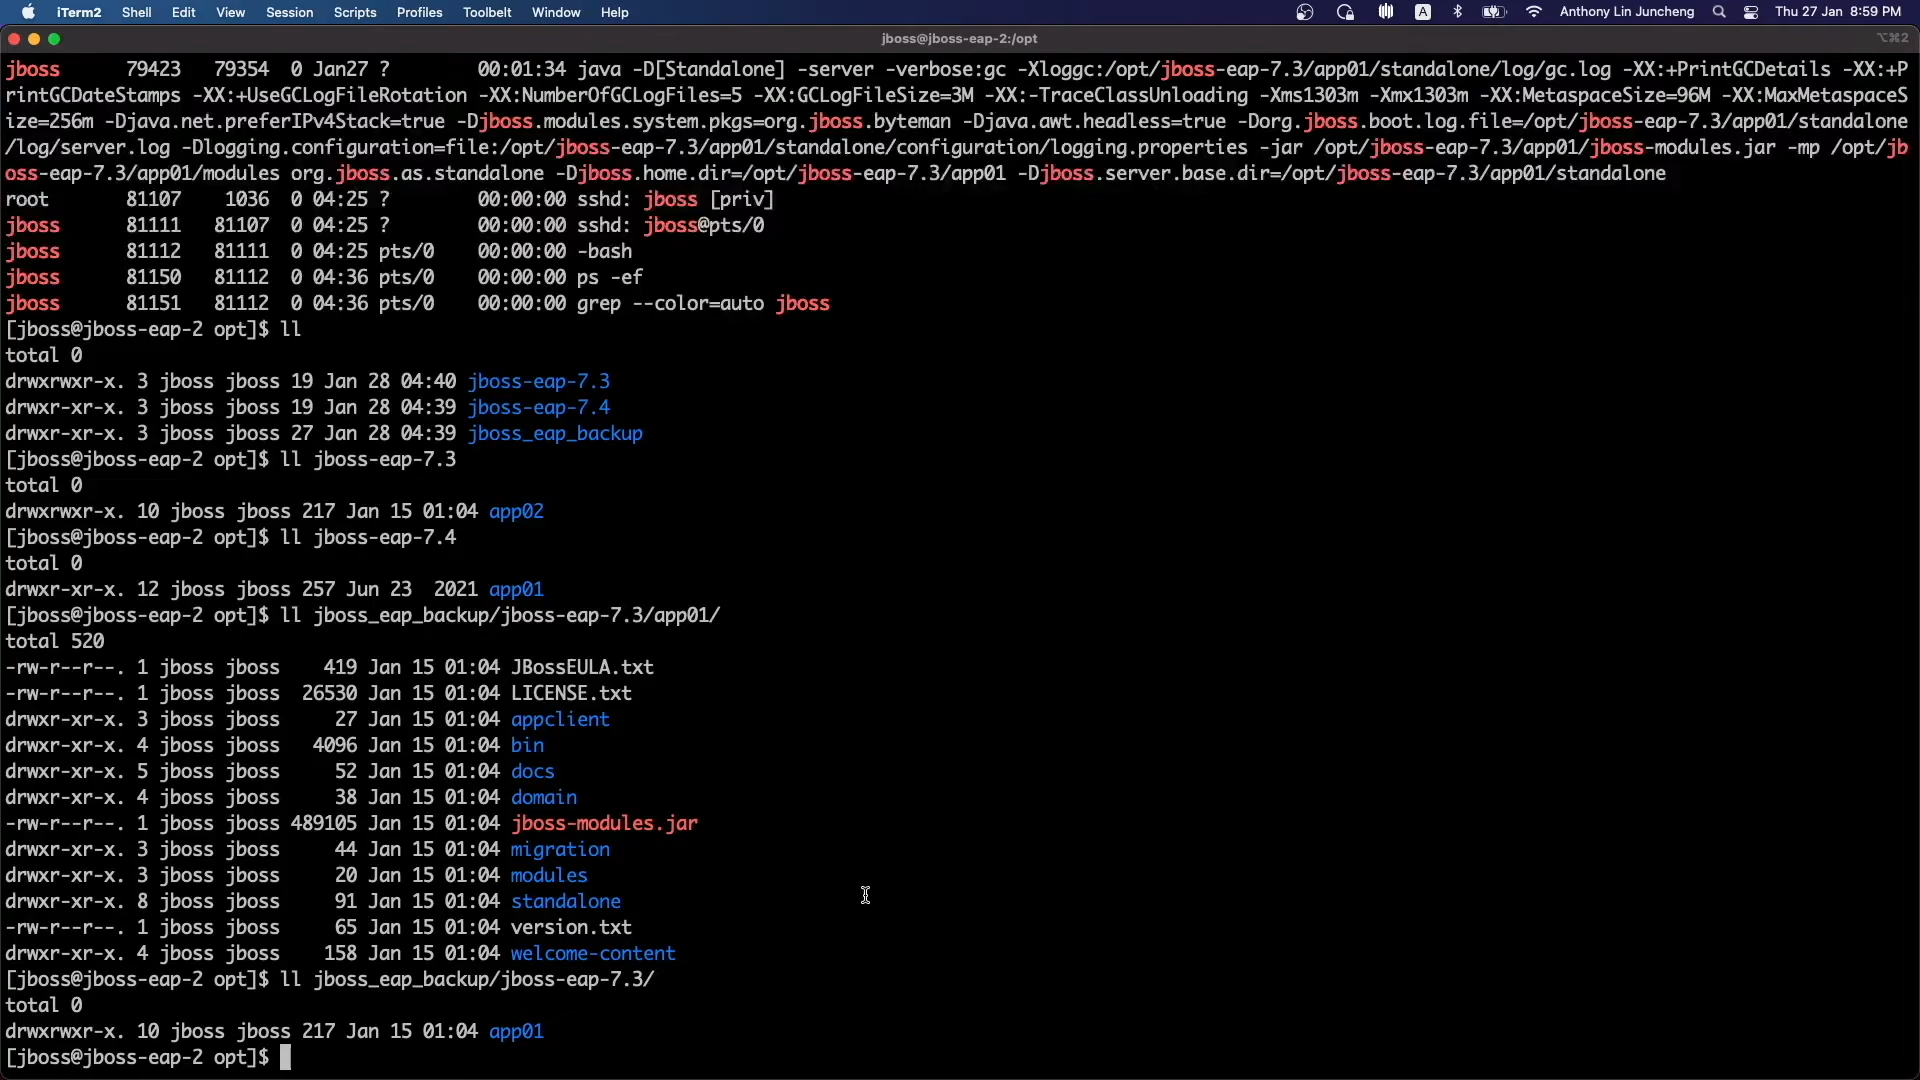 iTerm2 Shell Edit View Session Scripts Profiles Toolbelt Window Help A Anthony Lin Juncheng Thu 27 Jan 8:59 PM
jboss@jboss-eap-2:/opt ⌥⌘2
jboss 79423 79354 0 Jan27 ? 00:01:34 java -D[Standalone] -server -verbose:gc -Xloggc:/opt/jboss-eap-7.3/app01/standalone/log/gc.log -XX:+PrintGCDetails -XX:+P
rintGCDateStamps -XX:+UseGCLogFileRotation -XX:NumberOfGCLogFiles=5 -XX:GCLogFileSize=3M -XX:-TraceClassUnloading -Xms1303m -Xmx1303m -XX:MetaspaceSize=96M -XX:MaxMetaspaceS
ize=256m -Djava.net.preferIPv4Stack=true -Djboss.modules.system.pkgs=org.jboss.byteman -Djava.awt.headless=true -Dorg.jboss.boot.log.file=/opt/jboss-eap-7.3/app01/standalone
/log/server.log -Dlogging.configuration=file:/opt/jboss-eap-7.3/app01/standalone/configuration/logging.properties -jar /opt/jboss-eap-7.3/app01/jboss-modules.jar -mp /opt/jb
oss-eap-7.3/app01/modules org.jboss.as.standalone -Djboss.home.dir=/opt/jboss-eap-7.3/app01 -Djboss.server.base.dir=/opt/jboss-eap-7.3/app01/standalone
root 81107 1036 0 04:25 ? 00:00:00 sshd: jboss [priv]
jboss 81111 81107 0 04:25 ? 00:00:00 sshd: jboss@pts/0
jboss 81112 81111 0 04:25 pts/0 00:00:00 -bash
jboss 81150 81112 0 04:36 pts/0 00:00:00 ps -ef
jboss 81151 81112 0 04:36 pts/0 00:00:00 grep --color=auto jboss
[jboss@jboss-eap-2 opt]$ ll
total 0
drwxrwxr-x. 3 jboss jboss 19 Jan 28 04:40 jboss-eap-7.3
drwxr-xr-x. 3 jboss jboss 19 Jan 28 04:39 jboss-eap-7.4
drwxr-xr-x. 3 jboss jboss 27 Jan 28 04:39 jboss_eap_backup
[jboss@jboss-eap-2 opt]$ ll jboss-eap-7.3
total 0
drwxrwxr-x. 10 jboss jboss 217 Jan 15 01:04 app02
[jboss@jboss-eap-2 opt]$ ll jboss-eap-7.4
total 0
drwxr-xr-x. 12 jboss jboss 257 Jun 23 2021 app01
[jboss@jboss-eap-2 opt]$ ll jboss_eap_backup/jboss-eap-7.3/app01/
total 520
-rw-r--r--. 1 jboss jboss 419 Jan 15 01:04 JBossEULA.txt
-rw-r--r--. 1 jboss jboss 26530 Jan 15 01:04 LICENSE.txt
drwxr-xr-x. 3 jboss jboss 27 Jan 15 01:04 appclient
drwxr-xr-x. 4 jboss jboss 4096 Jan 15 01:04 bin
drwxr-xr-x. 5 jboss jboss 52 Jan 15 01:04 docs
drwxr-xr-x. 4 jboss jboss 38 Jan 15 01:04 domain
-rw-r--r--. 1 jboss jboss 489105 Jan 15 01:04 jboss-modules.jar
drwxr-xr-x. 3 jboss jboss 44 Jan 15 01:04 migration
drwxr-xr-x. 3 jboss jboss 20 Jan 15 01:04 modules
drwxr-xr-x. 8 jboss jboss 91 Jan 15 01:04 standalone
-rw-r--r--. 1 jboss jboss 65 Jan 15 01:04 version.txt
drwxr-xr-x. 4 jboss jboss 158 Jan 15 01:04 welcome-content
[jboss@jboss-eap-2 opt]$ ll jboss_eap_backup/jboss-eap-7.3/
total 0
drwxrwxr-x. 10 jboss jboss 217 Jan 15 01:04 app01
[jboss@jboss-eap-2 opt]$